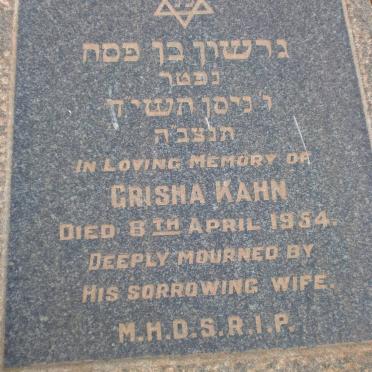 גרשון בן פסח
נפטר
ו' ניסן תשי"ד
תנצב"ה
IN LOVING MEMORY OF
GRISHA KAHN
DIED 8TH APRIL 1954.
DEEPLY MOURNED BY
HIS SORROWING WIFE.
M.H.D.S.R.I.P.